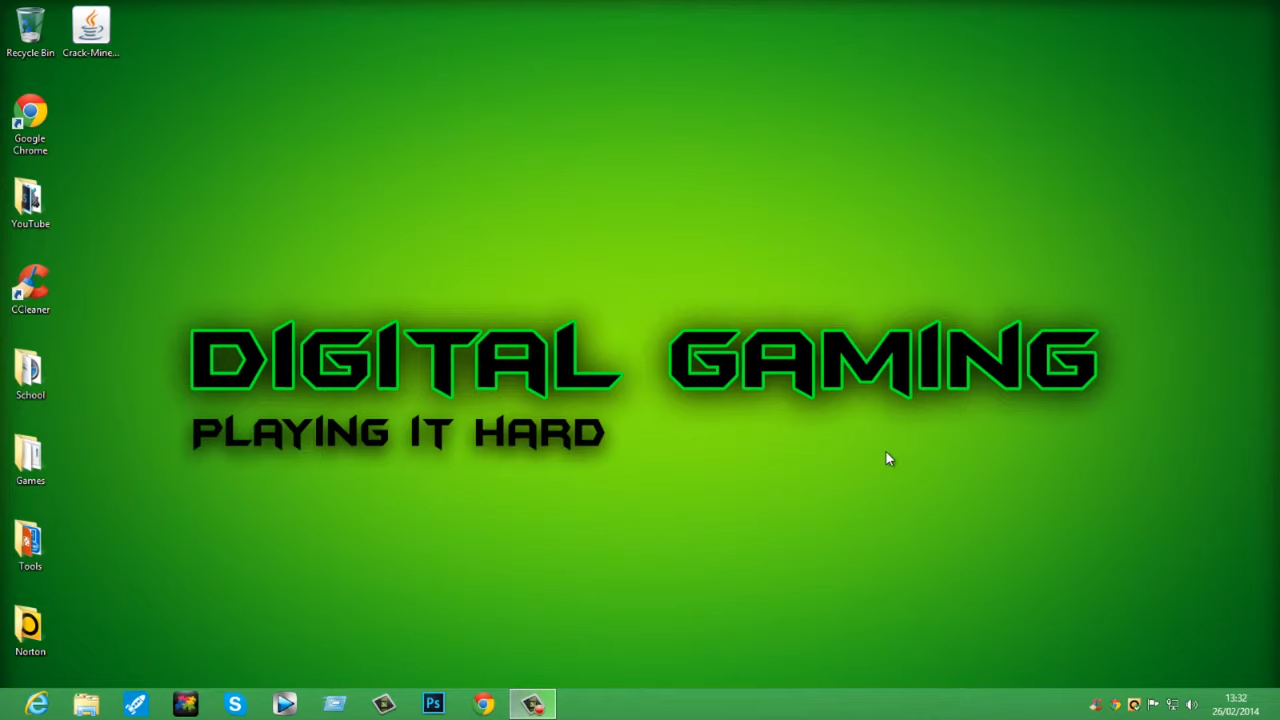 Recycle Bin
Crack-Mine...
Google
Chrome
YouTube
CCleaner
School
Games
Tools
Norton
DIGITAL GAMING
PLAYING IT HARD
S
Ps
13:32
26/02/2014